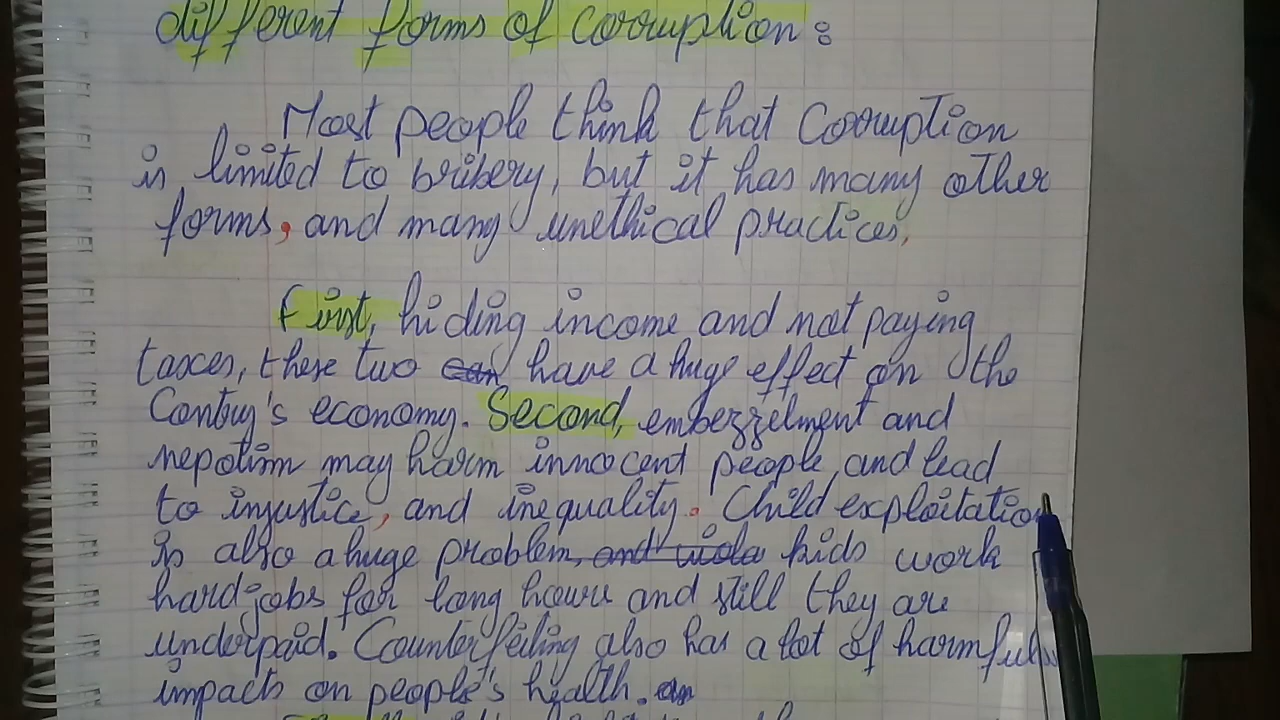 different forms of corruption:
Most people think that Corruption
is limited to bribery, but it has many other
forms, and many unethical practices.
First, hiding income and not paying
taxes, these two can have a huge effect on the
Contry's economy. Second, embezzelment and
nepotism may harm innocent people, and lead
to injustice, and inequality. Child exploitation
is also a huge problem, and viola kids work
hard jobs for long hours and still they are
underpaid. Counterfeiting also has a lot of harmful
impacts on people's health. an